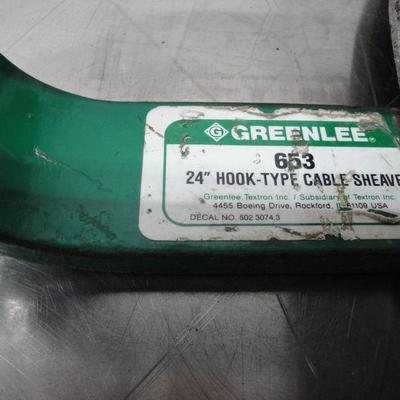 G GREENLEE®
653
24" HOOK-TYPE CABLE SHEAVE
Greenlee Textron Inc. / Subsidiary of Textron Inc.
4455 Boeing Drive, Rockford, IL 61109 USA
DECAL NO. 502 3074.3